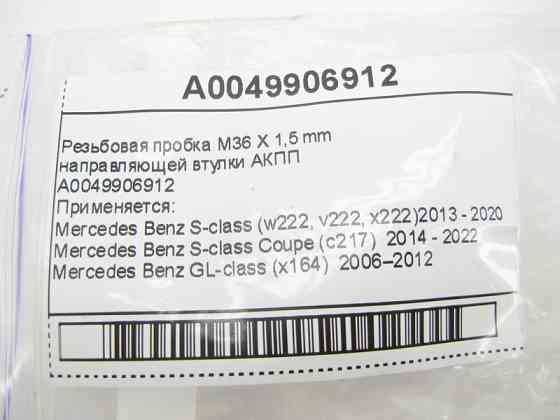 A0049906912
Резьбовая пробка М36 Х 1,5 mm
направляющей втулки АКПП
A0049906912
Применяется:
Mercedes Benz S-class (w222, v222, x222)2013 - 2020
Mercedes Benz S-class Coupe (c217) 2014 - 2022
Mercedes Benz GL-class (x164) 2006–2012